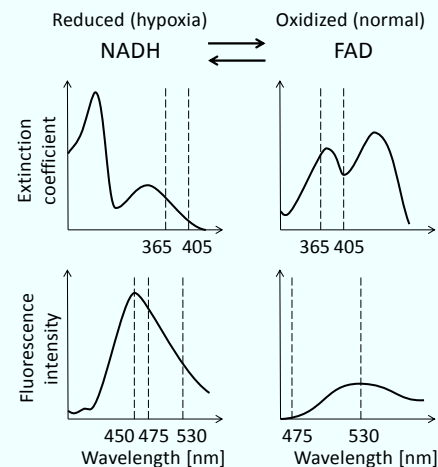 Reduced (hypoxia)
Oxidized (normal)
NADH
FAD
Extinction
coefficient
365 405
365 405
Fluorescence
intensity
450 475 530
475 530
Wavelength [nm]
Wavelength [nm]